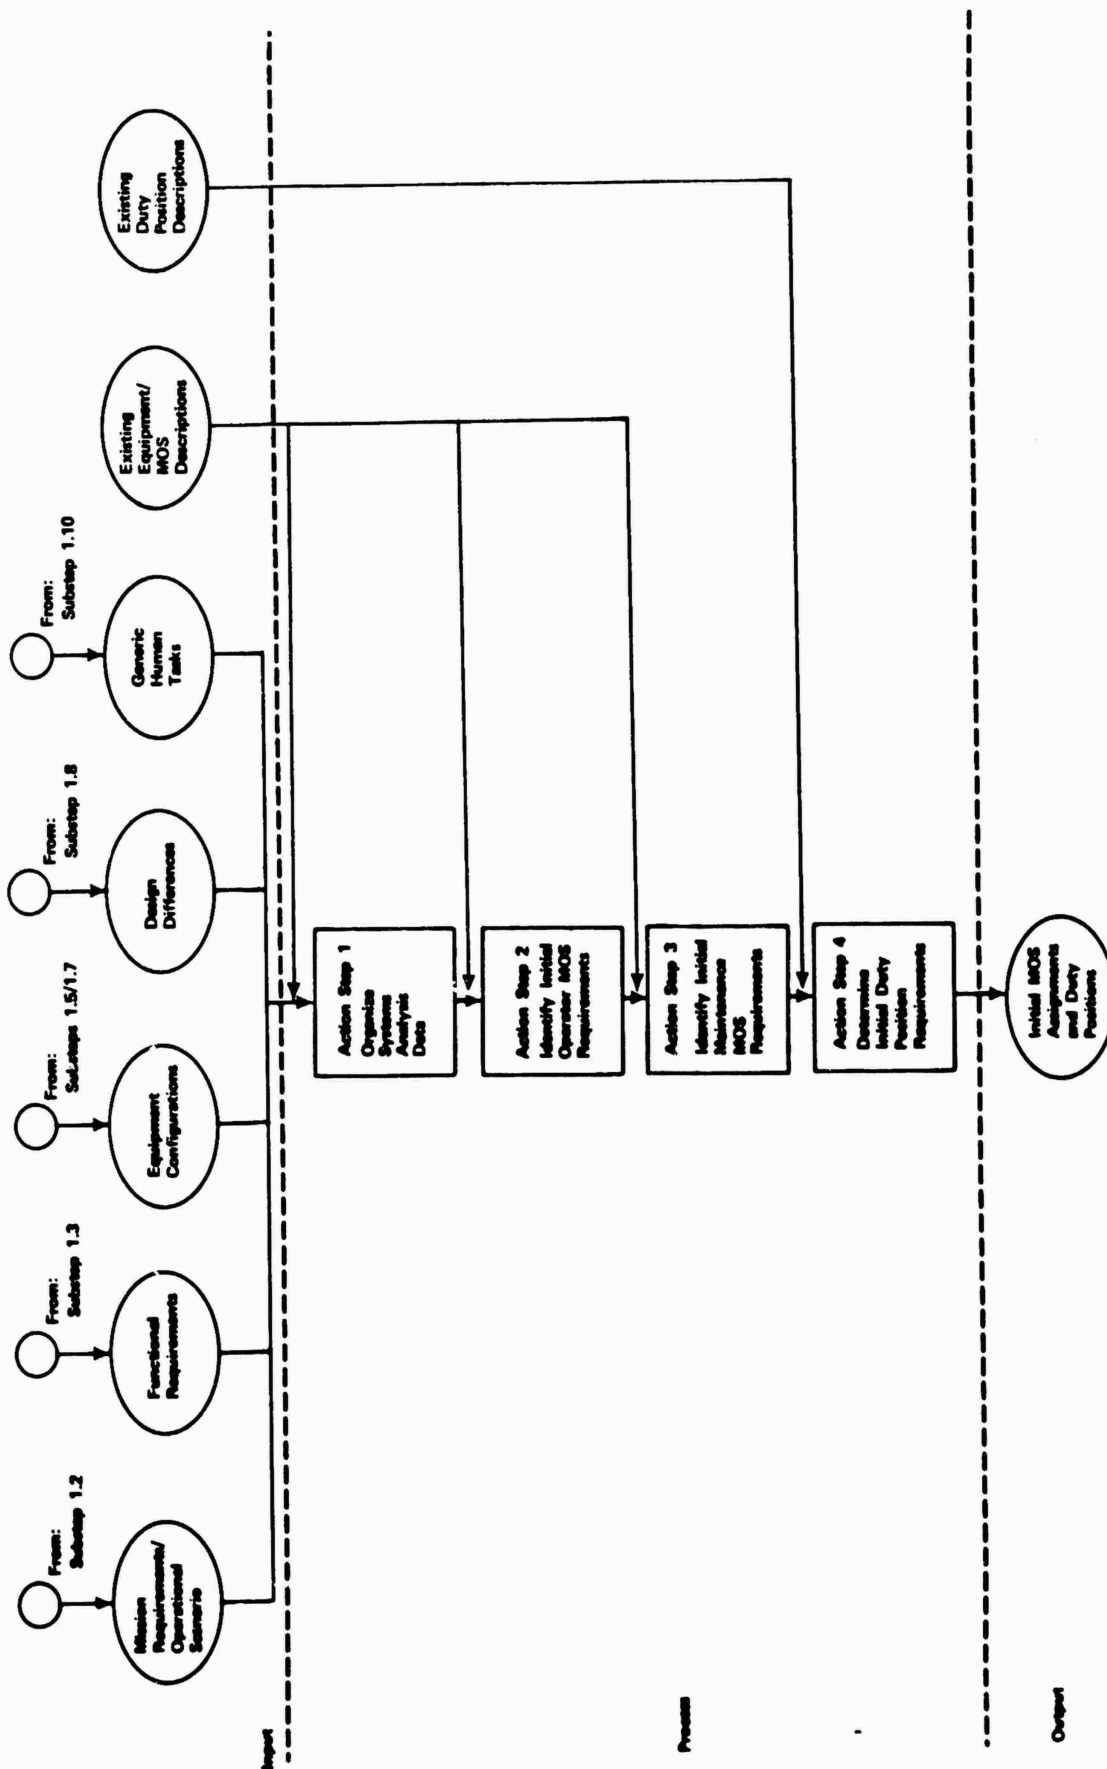 Input
From:
Substep 1.2
Mission
Requirements/
Operational
Scenario
From:
Substep 1.3
Functional
Requirements
From:
Substeps 1.5/1.7
Equipment
Configurations
From:
Substep 1.8
Design
Differences
From:
Substep 1.10
Generic
Human
Tasks
Existing
Equipment/
MOS
Descriptions
Existing
Duty
Position
Descriptions
Process
Action Step 1
Organize
Systems
Analysis
Data
Action Step 2
Identify Initial
Operator MOS
Requirements
Action Step 3
Identify Initial
Maintenance
MOS
Requirements
Action Step 4
Determine
Initial Duty
Position
Requirements
Output
Initial MOS
Assignments
and Duty
Positions